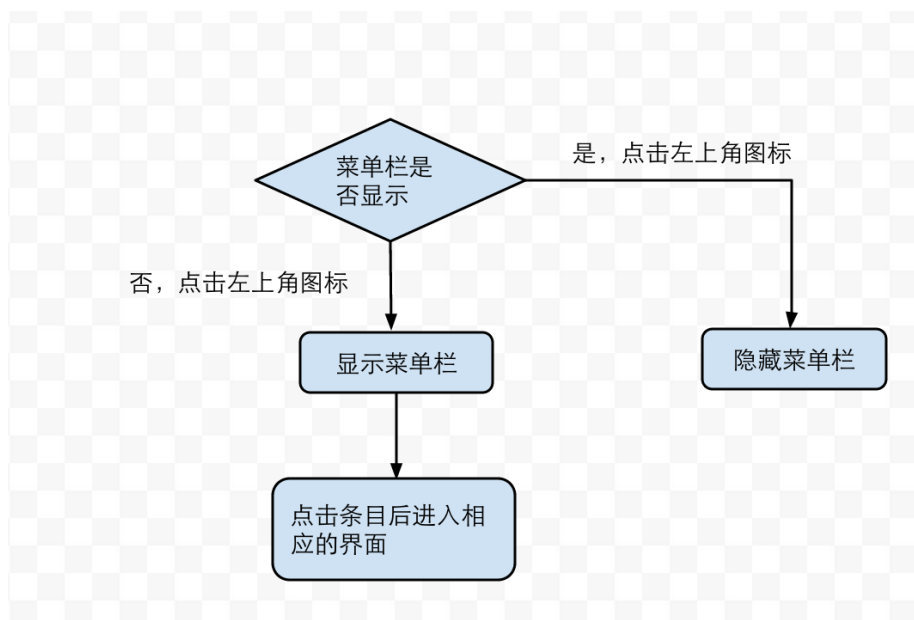 菜单栏是
否显示
是，点击左上角图标
否，点击左上角图标
显示菜单栏
隐藏菜单栏
点击条目后进入相
应的界面